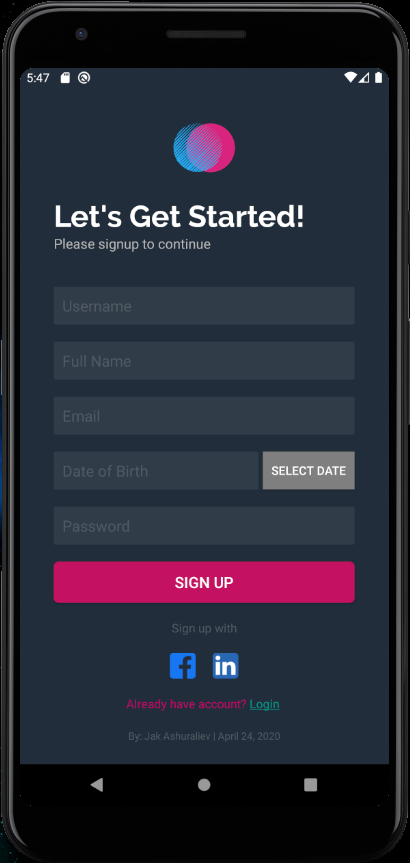 5:47
Let's Get Started!
Please signup to continue
Username
Full Name
Email
Date of Birth
SELECT DATE
Password
SIGN UP
Sign up with
f in
Already have account? Login
By: Jak Ashuraliev | April 24, 2020